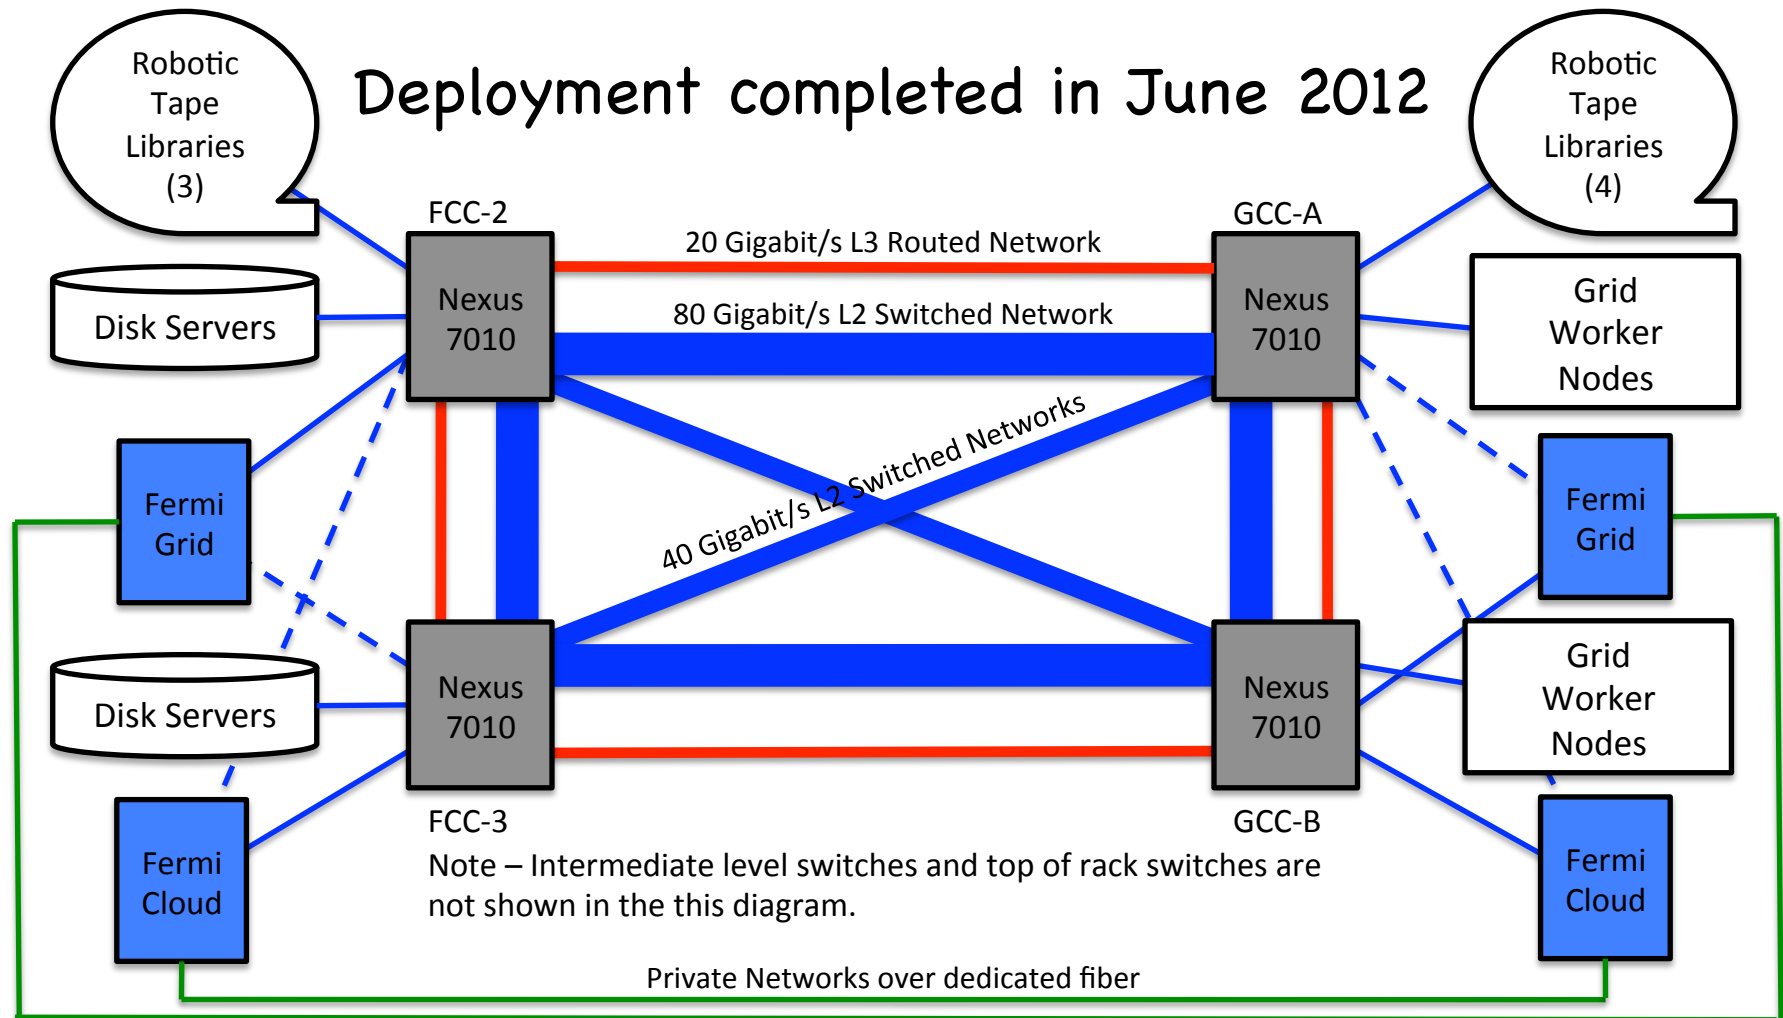 Deployment completed in June 2012
Robotic
Tape
Libraries
(3)
Robotic
Tape
Libraries
(4)
FCC-2
GCC-A
20 Gigabit/s L3 Routed Network
Nexus
7010
Nexus
7010
80 Gigabit/s L2 Switched Network
Disk Servers
Grid
Worker
Nodes
40 Gigabit/s L2 Switched Networks
Fermi
Grid
Fermi
Grid
Disk Servers
Nexus
7010
Nexus
7010
Grid
Worker
Nodes
FCC-3
GCC-B
Fermi
Cloud
Note – Intermediate level switches and top of rack switches are
not shown in the this diagram.
Fermi
Cloud
Private Networks over dedicated fiber